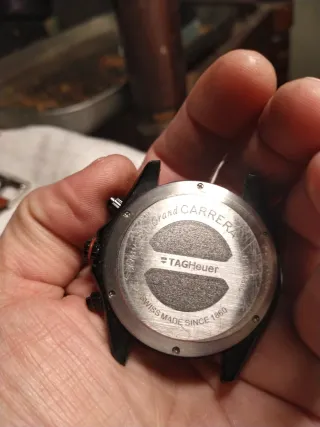 Grand CARRERA
TAGHeuer
SWISS MADE SINCE 1860